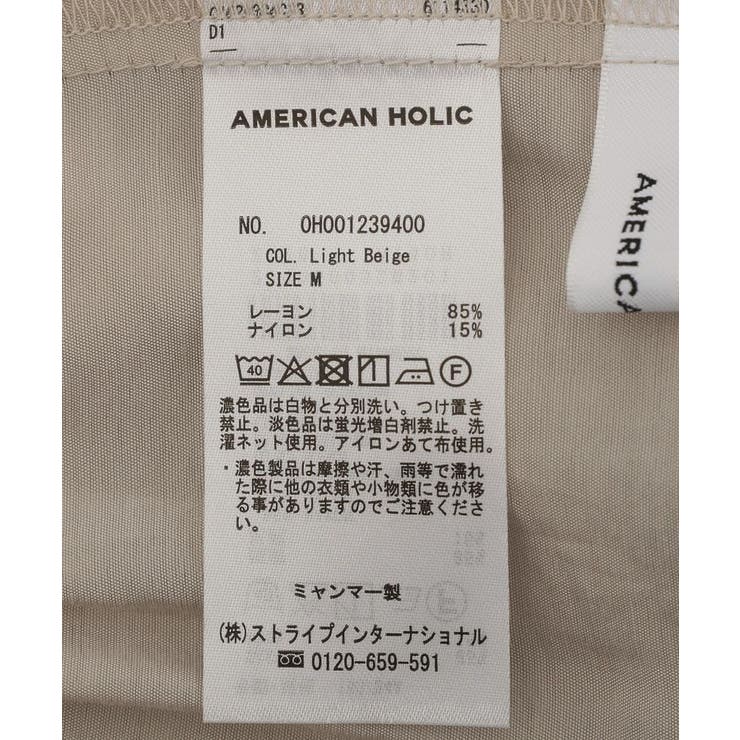 D1
AMERICAN HOLIC
NO. OH001239400
COL. Light Beige
SIZE M
レーヨン 85%
ナイロン 15%
40
F
濃色品は白物と分別洗い。つけ置き
禁止。淡色品は蛍光増白剤禁止。洗
濯ネット使用。アイロンあて布使用。
・濃色製品は摩擦や汗、雨等で濡れ
た際に他の衣類や小物類に色が移
る事がありますのでご注意くださ
い。
ミャンマー製
(株)ストライプインターナショナル
0120-659-591
AMERICA